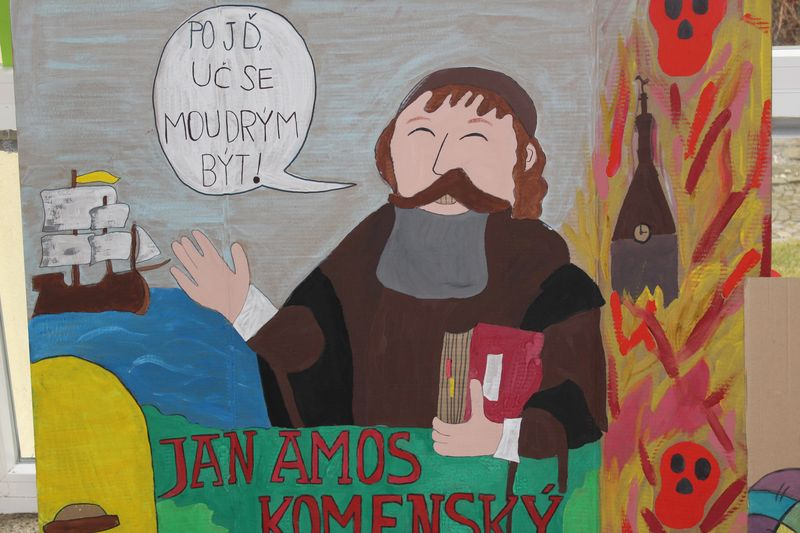 POJĎ,
UČ SE
MOUDRÝM
BÝT!
JAN AMOS
KOMENSKÝ